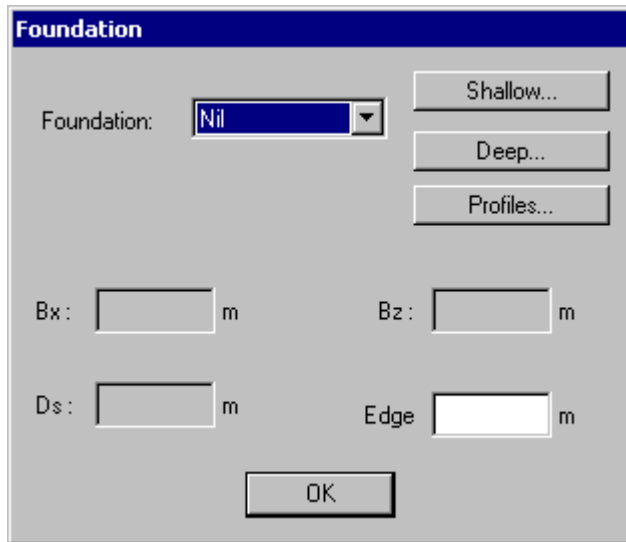 Foundation
Foundation: Nil
Shallow...
Deep...
Profiles...
Bx: m Bz: m
Ds: m Edge m
OK